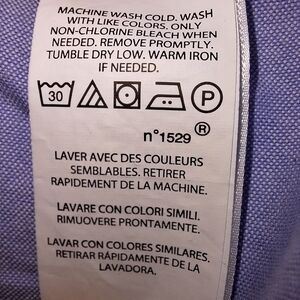 MACHINE WASH COLD. WASH
WITH LIKE COLORS. ONLY
NON-CHLORINE BLEACH WHEN
NEEDED. REMOVE PROMPTLY.
TUMBLE DRY LOW. WARM IRON
IF NEEDED.
30 P
n°1529 ®
LAVER AVEC DES COULEURS
SEMBLABLES. RETIRER
RAPIDEMENT DE LA MACHINE.
LAVARE CON COLORI SIMILI.
RIMUOVERE PRONTAMENTE.
LAVAR CON COLORES SIMILARES.
RETIRAR RÁPIDAMENTE DE LA
LAVADORA.